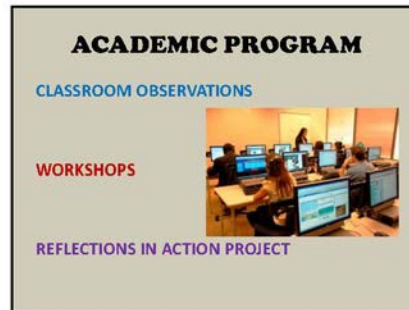 ACADEMIC PROGRAM
CLASSROOM OBSERVATIONS
WORKSHOPS
REFLECTIONS IN ACTION PROJECT